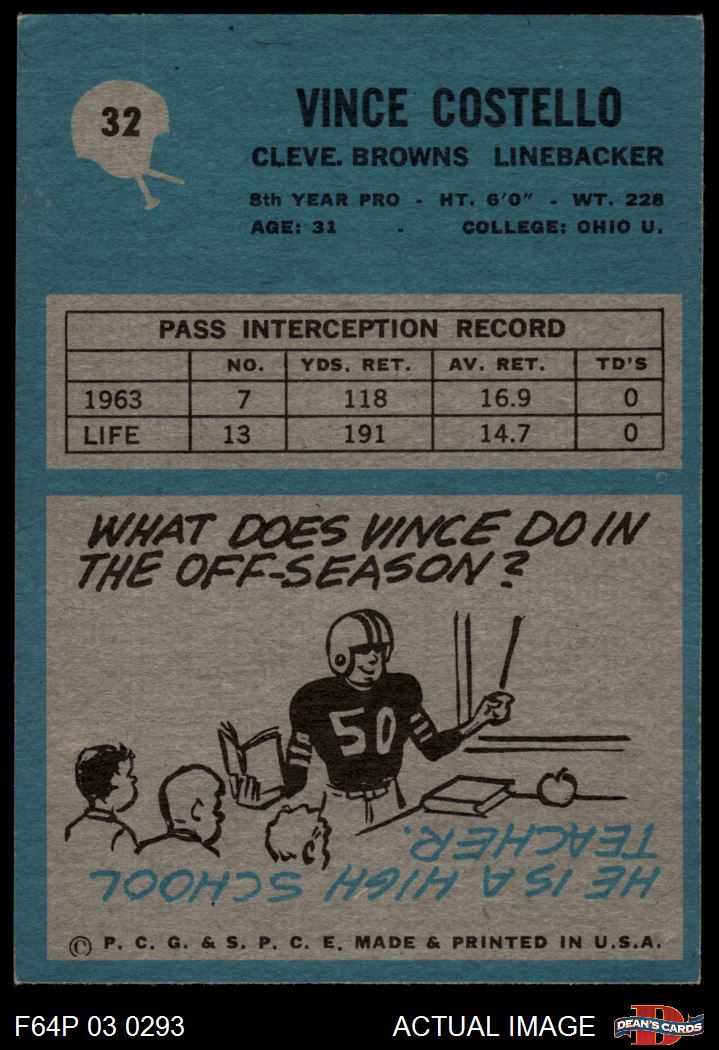 32
VINCE COSTELLO
CLEVE. BROWNS LINEBACKER
8th YEAR PRO - HT. 6'0" - WT. 228
AGE: 31 - COLLEGE: OHIO U.
PASS INTERCEPTION RECORD
NO. YDS. RET. AV. RET. TD'S
1963 7 118 16.9 0
LIFE 13 191 14.7 0
WHAT DOES VINCE DO IN
THE OFF-SEASON?
50
HE IS A HIGH SCHOOL
TEACHER.
© P. C. G. & S. P. C. E. MADE & PRINTED IN U.S.A.
F64P 03 0293 ACTUAL IMAGE
D
DEAN'S CARDS